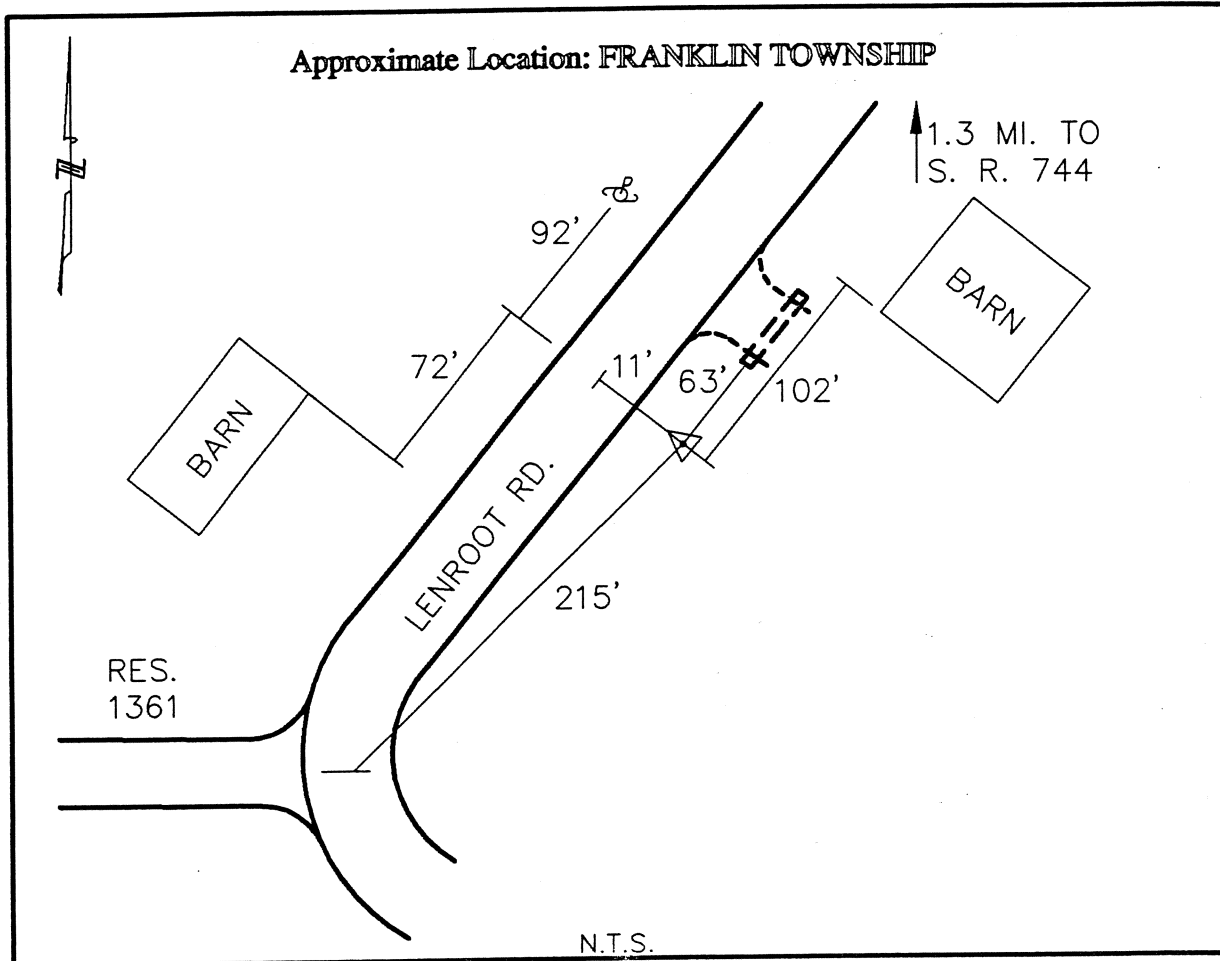 Approximate Location: FRANKLIN TOWNSHIP
N
1.3 MI. TO
S. R. 744
92'
BARN
72'
11'
63'
102'
BARN
LENROOT RD.
215'
RES.
1361
N.T.S.